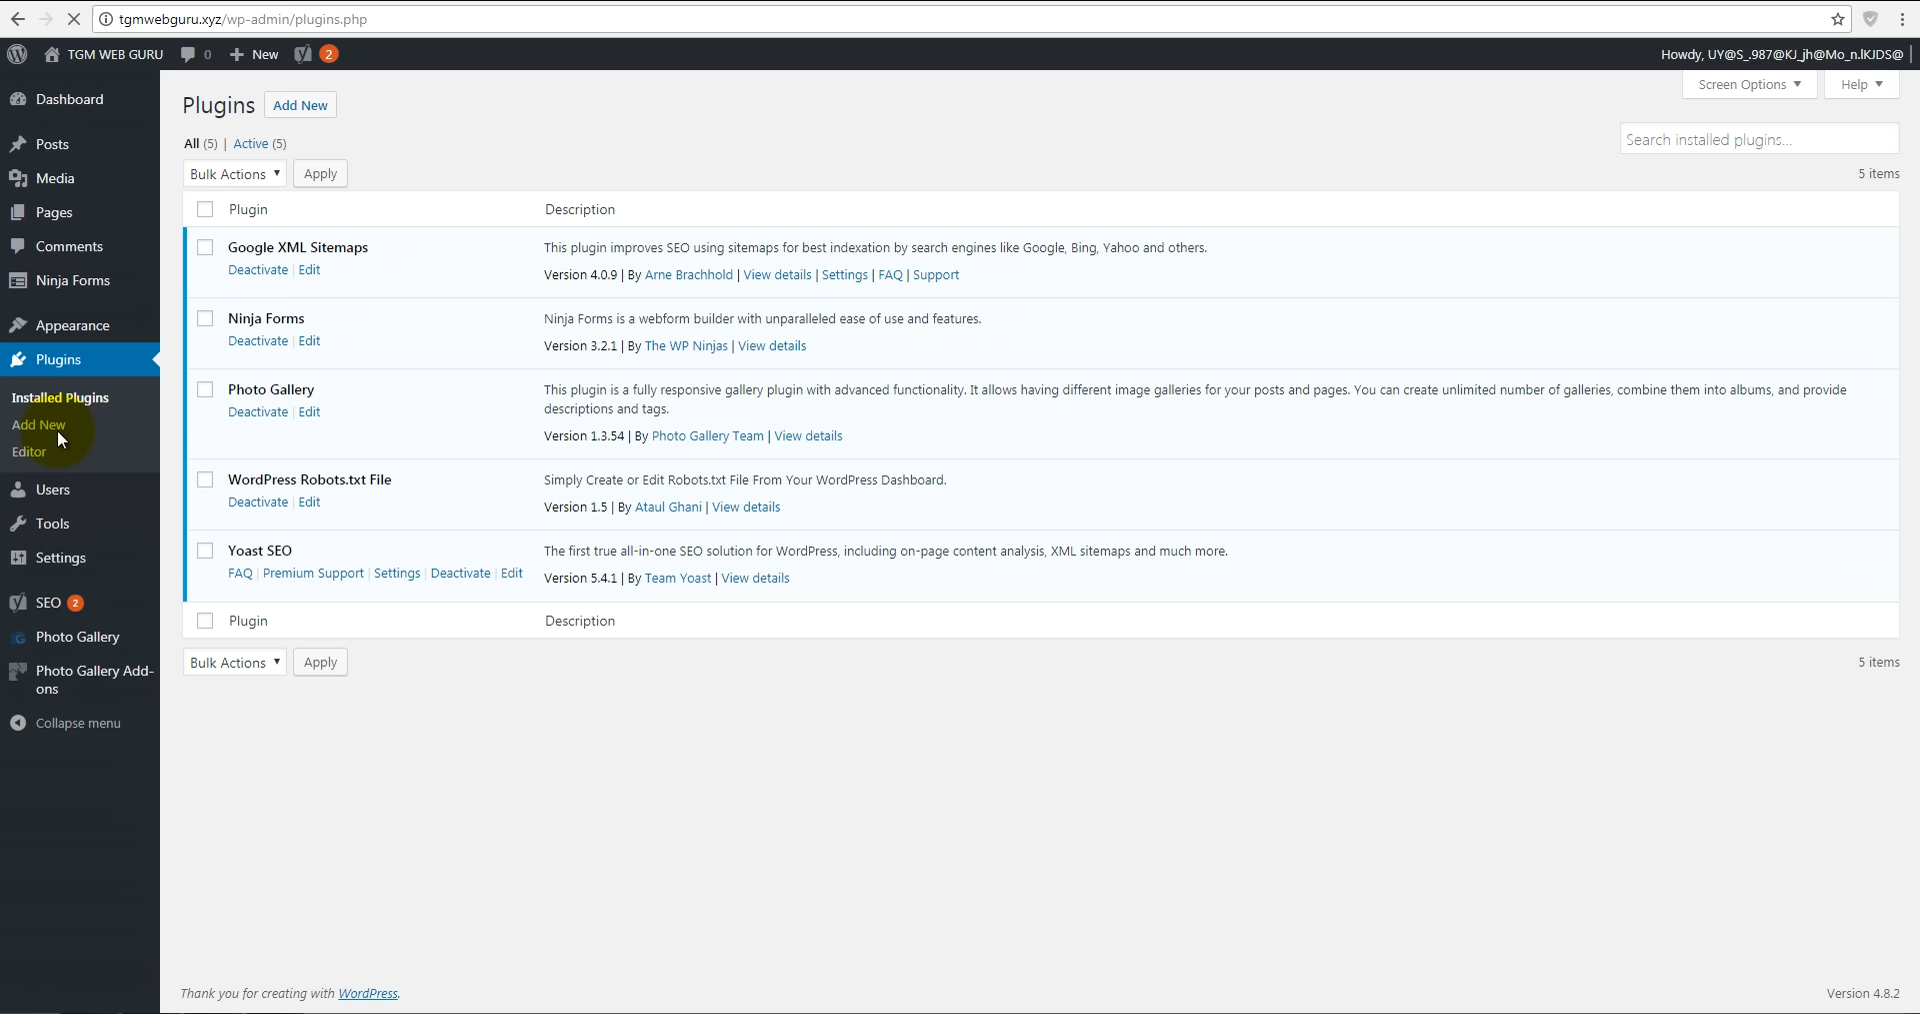 tgmwebguru.xyz/wp-admin/plugins.php
TGM WEB GURU 0 New 2
Howdy, UY@S_.987@KJ_jh@Mo_n.lKJDS@
Dashboard
Posts
Media
Pages
Comments
Ninja Forms
Appearance
Plugins
Installed Plugins
Add New
Editor
Users
Tools
Settings
SEO 2
Photo Gallery
Photo Gallery Add-
ons
Collapse menu
Screen Options Help
Plugins Add New
All (5) | Active (5)
Search installed plugins...
Bulk Actions Apply
5 items
Plugin Description
Google XML Sitemaps
Deactivate | Edit
This plugin improves SEO using sitemaps for best indexation by search engines like Google, Bing, Yahoo and others.
Version 4.0.9 | By Arne Brachhold | View details | Settings | FAQ | Support
Ninja Forms
Deactivate | Edit
Ninja Forms is a webform builder with unparalleled ease of use and features.
Version 3.2.1 | By The WP Ninjas | View details
Photo Gallery
Deactivate | Edit
This plugin is a fully responsive gallery plugin with advanced functionality. It allows having different image galleries for your posts and pages. You can create unlimited number of galleries, combine them into albums, and provide
descriptions and tags.
Version 1.3.54 | By Photo Gallery Team | View details
WordPress Robots.txt File
Deactivate | Edit
Simply Create or Edit Robots.txt File From Your WordPress Dashboard.
Version 1.5 | By Ataul Ghani | View details
Yoast SEO
FAQ | Premium Support | Settings | Deactivate | Edit
The first true all-in-one SEO solution for WordPress, including on-page content analysis, XML sitemaps and much more.
Version 5.4.1 | By Team Yoast | View details
Plugin Description
Bulk Actions Apply
5 items
Thank you for creating with WordPress.
Version 4.8.2